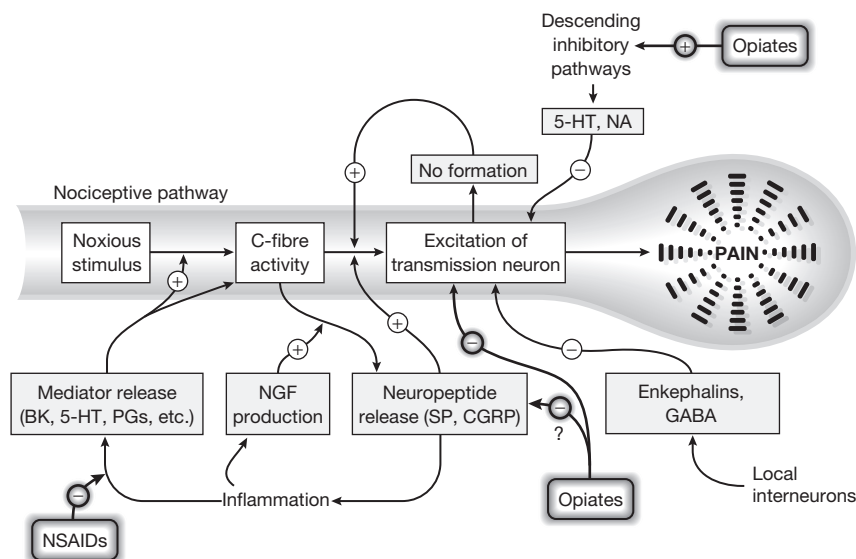 Descending
inhibitory
pathways
+
Opiates
5-HT, NA
+
−
No formation
Nociceptive pathway
Noxious
stimulus
C-fibre
activity
Excitation of
transmission neuron
PAIN
+
+
+
−
−
Mediator release
(BK, 5-HT, PGs, etc.)
NGF
production
Neuropeptide
release (SP, CGRP)
−
?
Enkephalins,
GABA
−
Inflammation
Opiates
Local
interneurons
NSAIDs